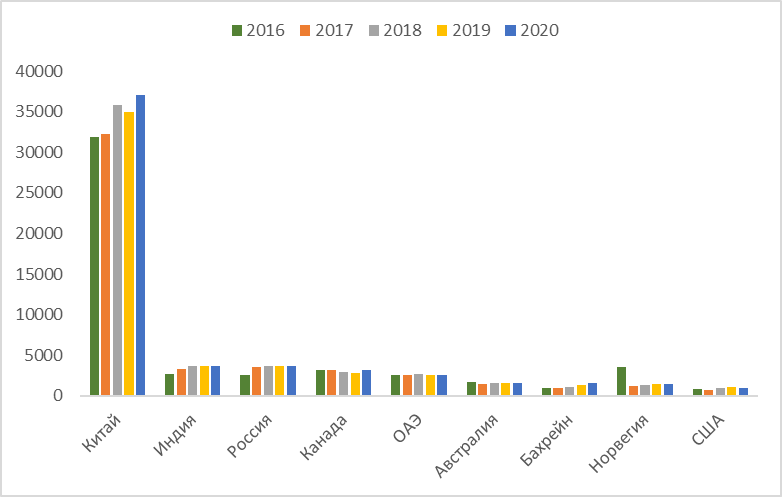 2016 2017 2018 2019 2020
40000
35000
30000
25000
20000
15000
10000
5000
0
Китай
Индия
Россия
Канада
ОАЭ
Австралия
Бахрейн
Норвегия
США